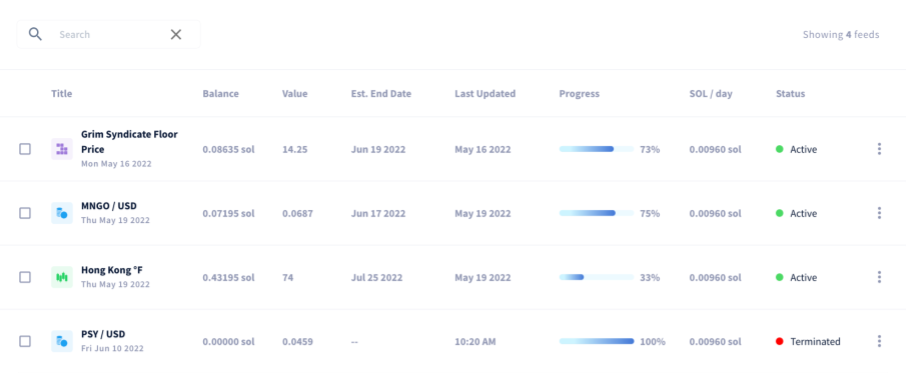 Search
Showing 4 feeds
Title Balance Value Est. End Date Last Updated Progress SOL / day Status
Grim Syndicate Floor
Price
Mon May 16 2022
0.08635 sol 14.25 Jun 19 2022 May 16 2022 73% 0.00960 sol Active
MNGO / USD
Thu May 19 2022
0.07195 sol 0.0687 Jun 17 2022 May 19 2022 75% 0.00960 sol Active
Hong Kong °F
Thu May 19 2022
0.43195 sol 74 Jul 25 2022 May 19 2022 33% 0.00960 sol Active
PSY / USD
Fri Jun 10 2022
0.00000 sol 0.0459 -- 10:20 AM 100% 0.00960 sol Terminated